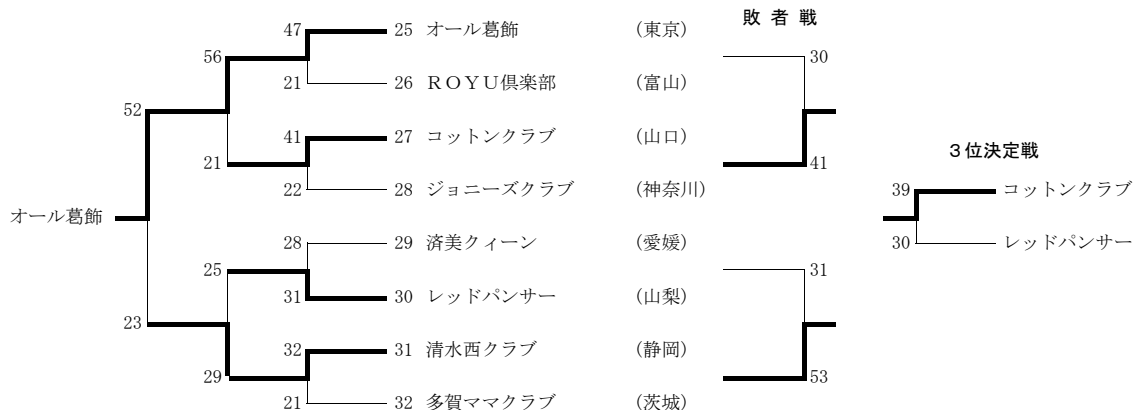 敗 者 戦
47 25 オール葛飾 (東京)
56 30
21 26 ROYU倶楽部 (富山)
52
41 27 コットンクラブ (山口)
21 41 3位決定戦
22 28 ジョニーズクラブ (神奈川) 39 コットンクラブ
オール葛飾
28 29 済美クィーン (愛媛) 30 レッドパンサー
25 31
31 30 レッドパンサー (山梨)
23
32 31 清水西クラブ (静岡)
29 53
21 32 多賀ママクラブ (茨城)